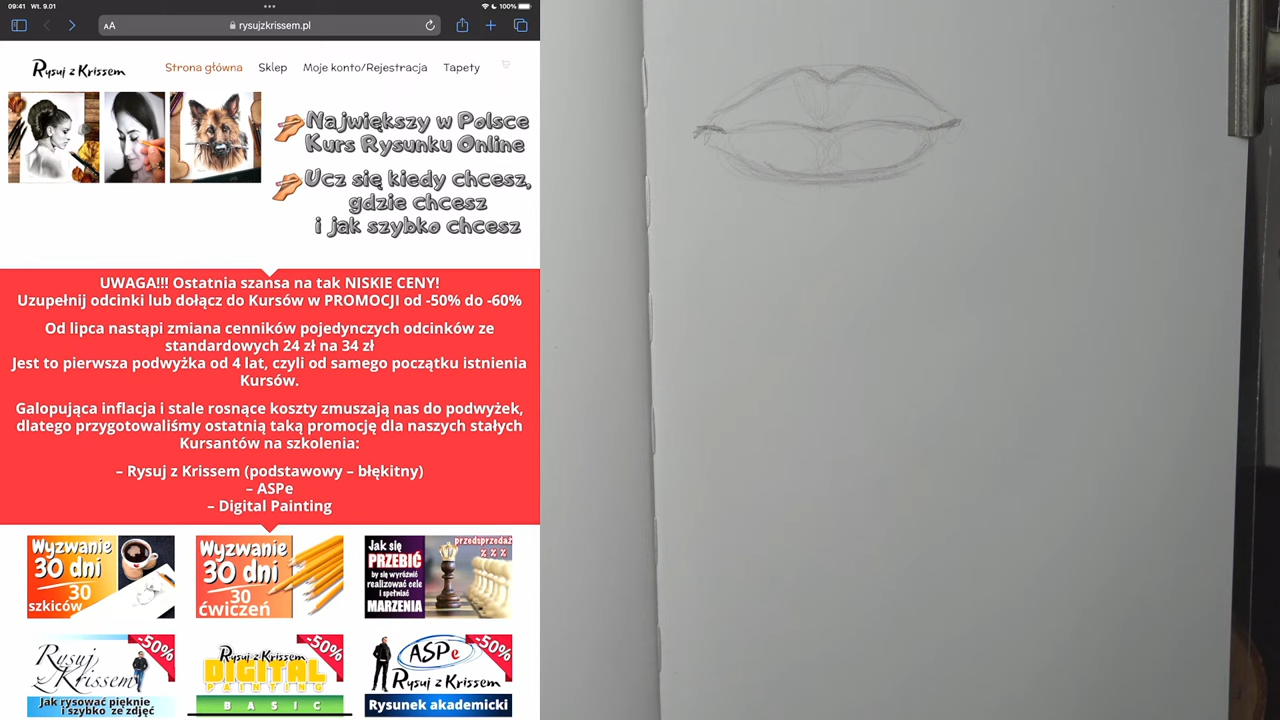 09:41 Wt. 9.01
100%
AA
rysujzkrissem.pl
Rysuj z Krissem
Strona główna
Sklep
Moje konto/Rejestracja
Tapety
Największy w Polsce
Kurs Rysunku Online
Ucz się kiedy chcesz,
gdzie chcesz
i jak szybko chcesz
UWAGA!!! Ostatnia szansa na tak NISKIE CENY!
Uzupełnij odcinki lub dołącz do Kursów w PROMOCJI od -50% do -60%
Od lipca nastąpi zmiana cenników pojedynczych odcinków ze
standardowych 24 zł na 34 zł
Jest to pierwsza podwyżka od 4 lat, czyli od samego początku istnienia
Kursów.
Galopująca inflacja i stale rosnące koszty zmuszają nas do podwyżek,
dlatego przygotowaliśmy ostatnią taką promocję dla naszych stałych
Kursantów na szkolenia:
– Rysuj z Krissem (podstawowy – błękitny)
– ASPe
– Digital Painting
Wyzwanie
30 dni
30
szkiców
Wyzwanie
30 dni
30
ćwiczeń
Jak się
PRZEBIĆ
by się wyróżnić
realizować cele
i spełniać
MARZENIA
przedsprzedaż
% % %
Rysuj
z Krissem
-50%
Jak rysować pięknie
i szybko ze zdjęć
Rysuj z Krissem
DIGITAL
PAINTING
BASIC
-50%
ASPe
Rysuj z Krissem
-50%
Rysunek akademicki